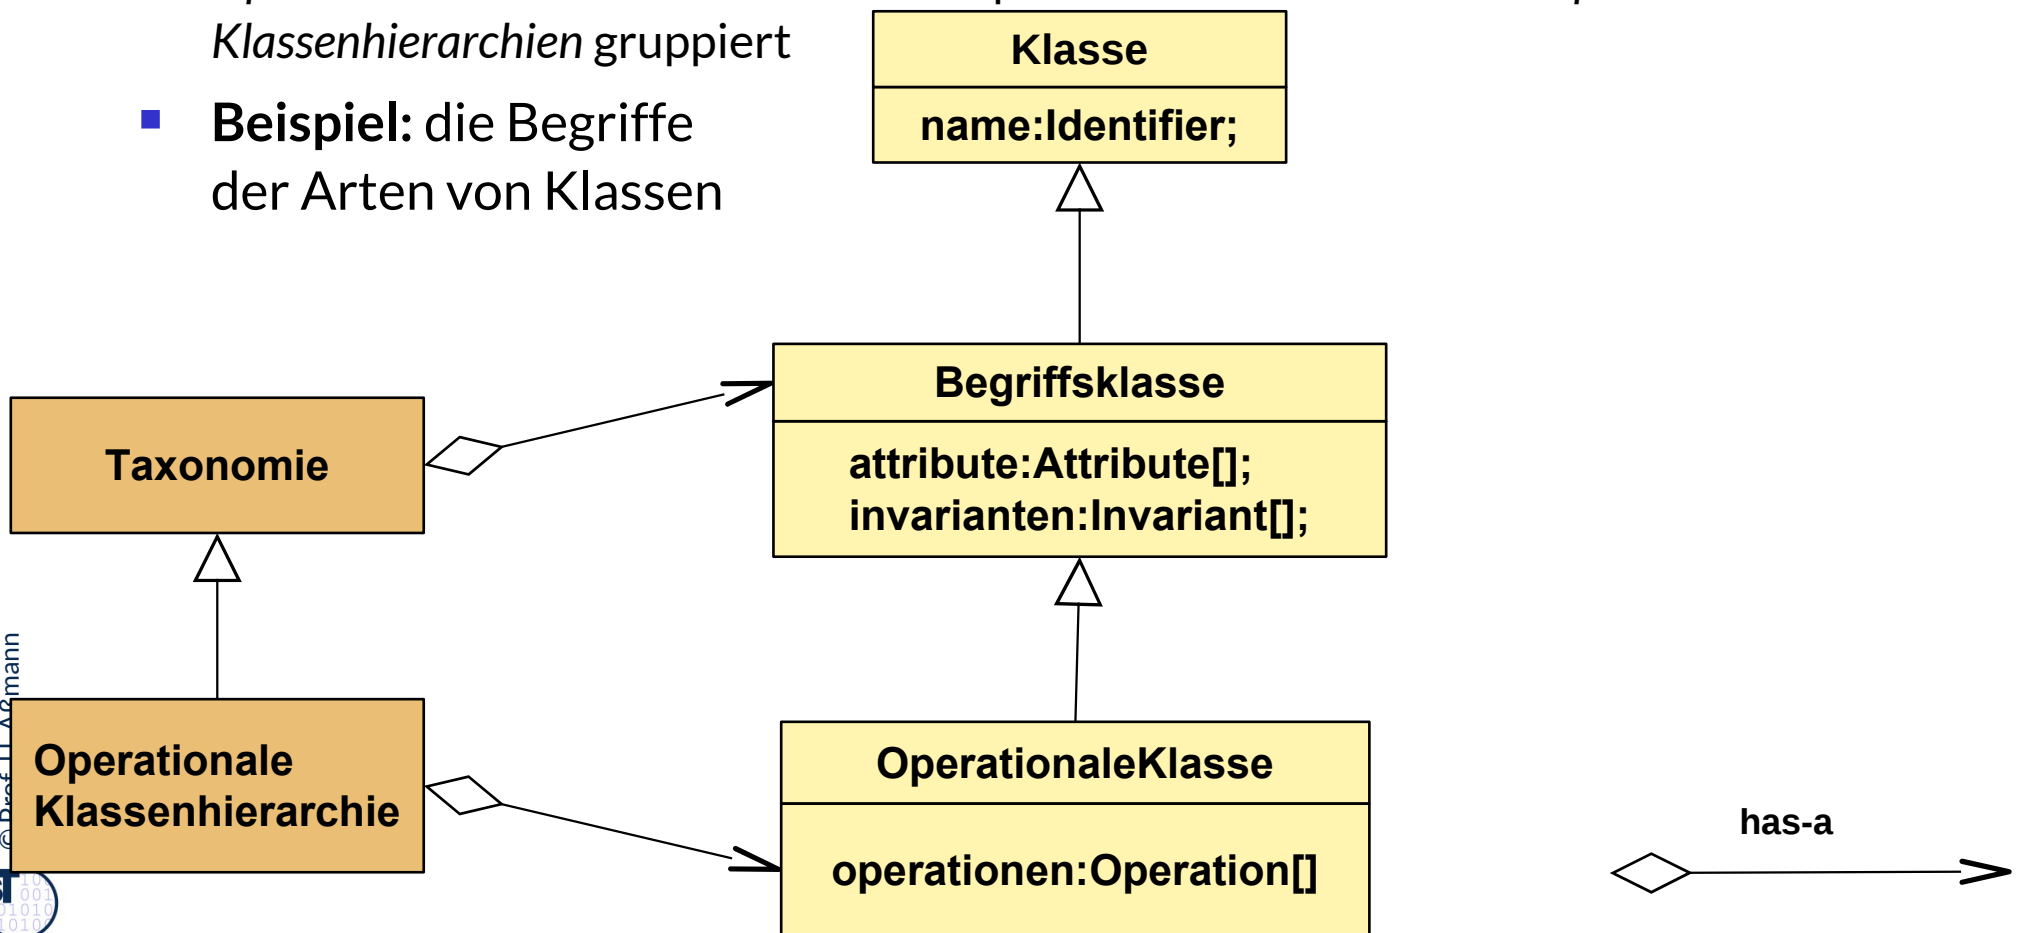 Klassenhierarchien gruppiert
Beispiel: die Begriffe
der Arten von Klassen
Klasse
name:Identifier;
Begriffsklasse
attribute:Attribute[];
invarianten:Invariant[];
Taxonomie
Operationale
Klassenhierarchie
OperationaleKlasse
operationen:Operation[]
has-a